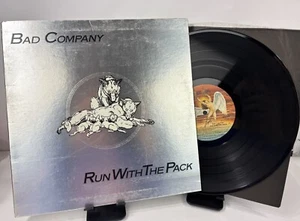 BAD COMPANY
RUN WITH THE PACK